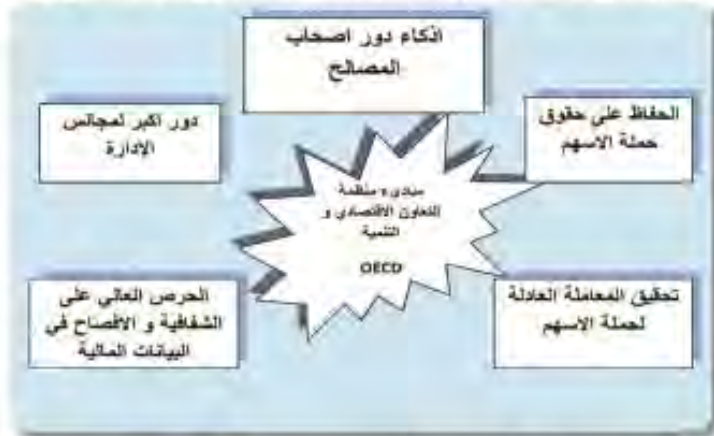 اذكاء دور اصحاب
المصالح
الحفاظ على حقوق
حملة الاسهم
دور اكبر لمجالس
الإدارة
مبادىء منظمة
التعاون الاقتصادي و
التنمية
OECD
تحقيق المعاملة العادلة
لحملة الاسهم
الحرص العالي على
الشفافية و الافصاح في
البيانات المالية